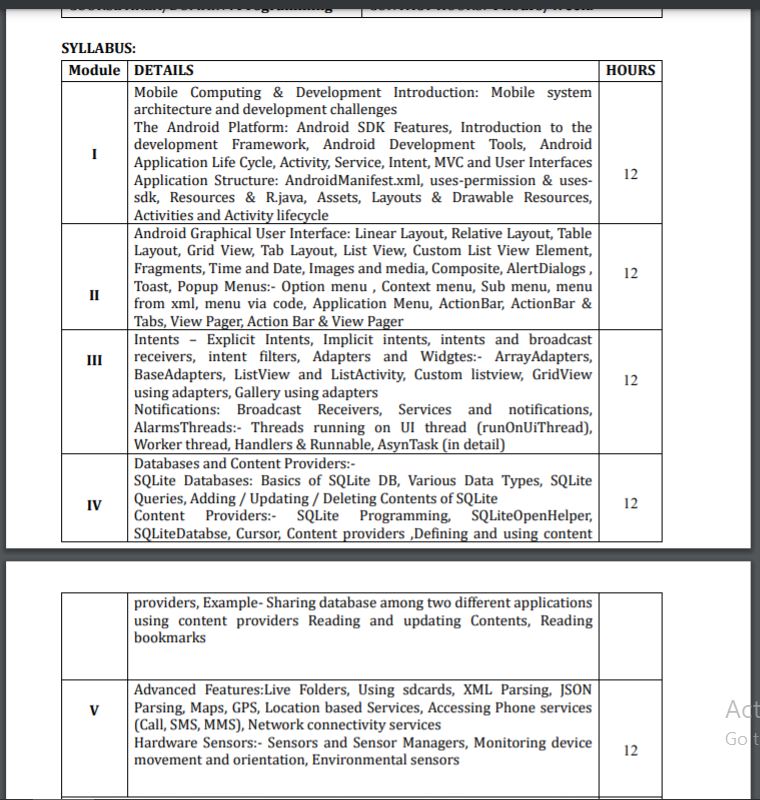 SYLLABUS:
Module DETAILS HOURS
Mobile Computing & Development Introduction: Mobile system
architecture and development challenges
The Android Platform: Android SDK Features, Introduction to the
development Framework, Android Development Tools, Android
I
Application Life Cycle, Activity, Service, Intent, MVC and User Interfaces
Application Structure: AndroidManifest.xml, uses-permission & uses-
12
sdk, Resources & R.java, Assets, Layouts & Drawable Resources,
Activities and Activity lifecycle
Android Graphical User Interface: Linear Layout, Relative Layout, Table
Layout, Grid View, Tab Layout, List View, Custom List View Element,
Fragments, Time and Date, Images and media, Composite, AlertDialogs ,
12
Toast, Popup Menus:- Option menu , Context menu, Sub menu, menu
II
from xml, menu via code, Application Menu, ActionBar, ActionBar &
Tabs, View Pager, Action Bar & View Pager
Intents – Explicit Intents, Implicit intents, intents and broadcast
III
receivers, intent filters, Adapters and Widgtes:- ArrayAdapters,
BaseAdapters, ListView and ListActivity, Custom listview, GridView
12
using adapters, Gallery using adapters
Notifications: Broadcast Receivers, Services and notifications,
AlarmsThreads:- Threads running on UI thread (runOnUiThread),
Worker thread, Handlers & Runnable, AsynTask (in detail)
Databases and Content Providers:-
SQLite Databases: Basics of SQLite DB, Various Data Types, SQLite
Queries, Adding / Updating / Deleting Contents of SQLite
IV
12
Content Providers:- SQLite Programming, SQLiteOpenHelper,
SQLiteDatabse, Cursor, Content providers ,Defining and using content
providers, Example- Sharing database among two different applications
using content providers Reading and updating Contents, Reading
bookmarks
Advanced Features:Live Folders, Using sdcards, XML Parsing, JSON
V
Parsing, Maps, GPS, Location based Services, Accessing Phone services
(Call, SMS, MMS), Network connectivity services
Hardware Sensors:- Sensors and Sensor Managers, Monitoring device
12
movement and orientation, Environmental sensors
Act
Go t